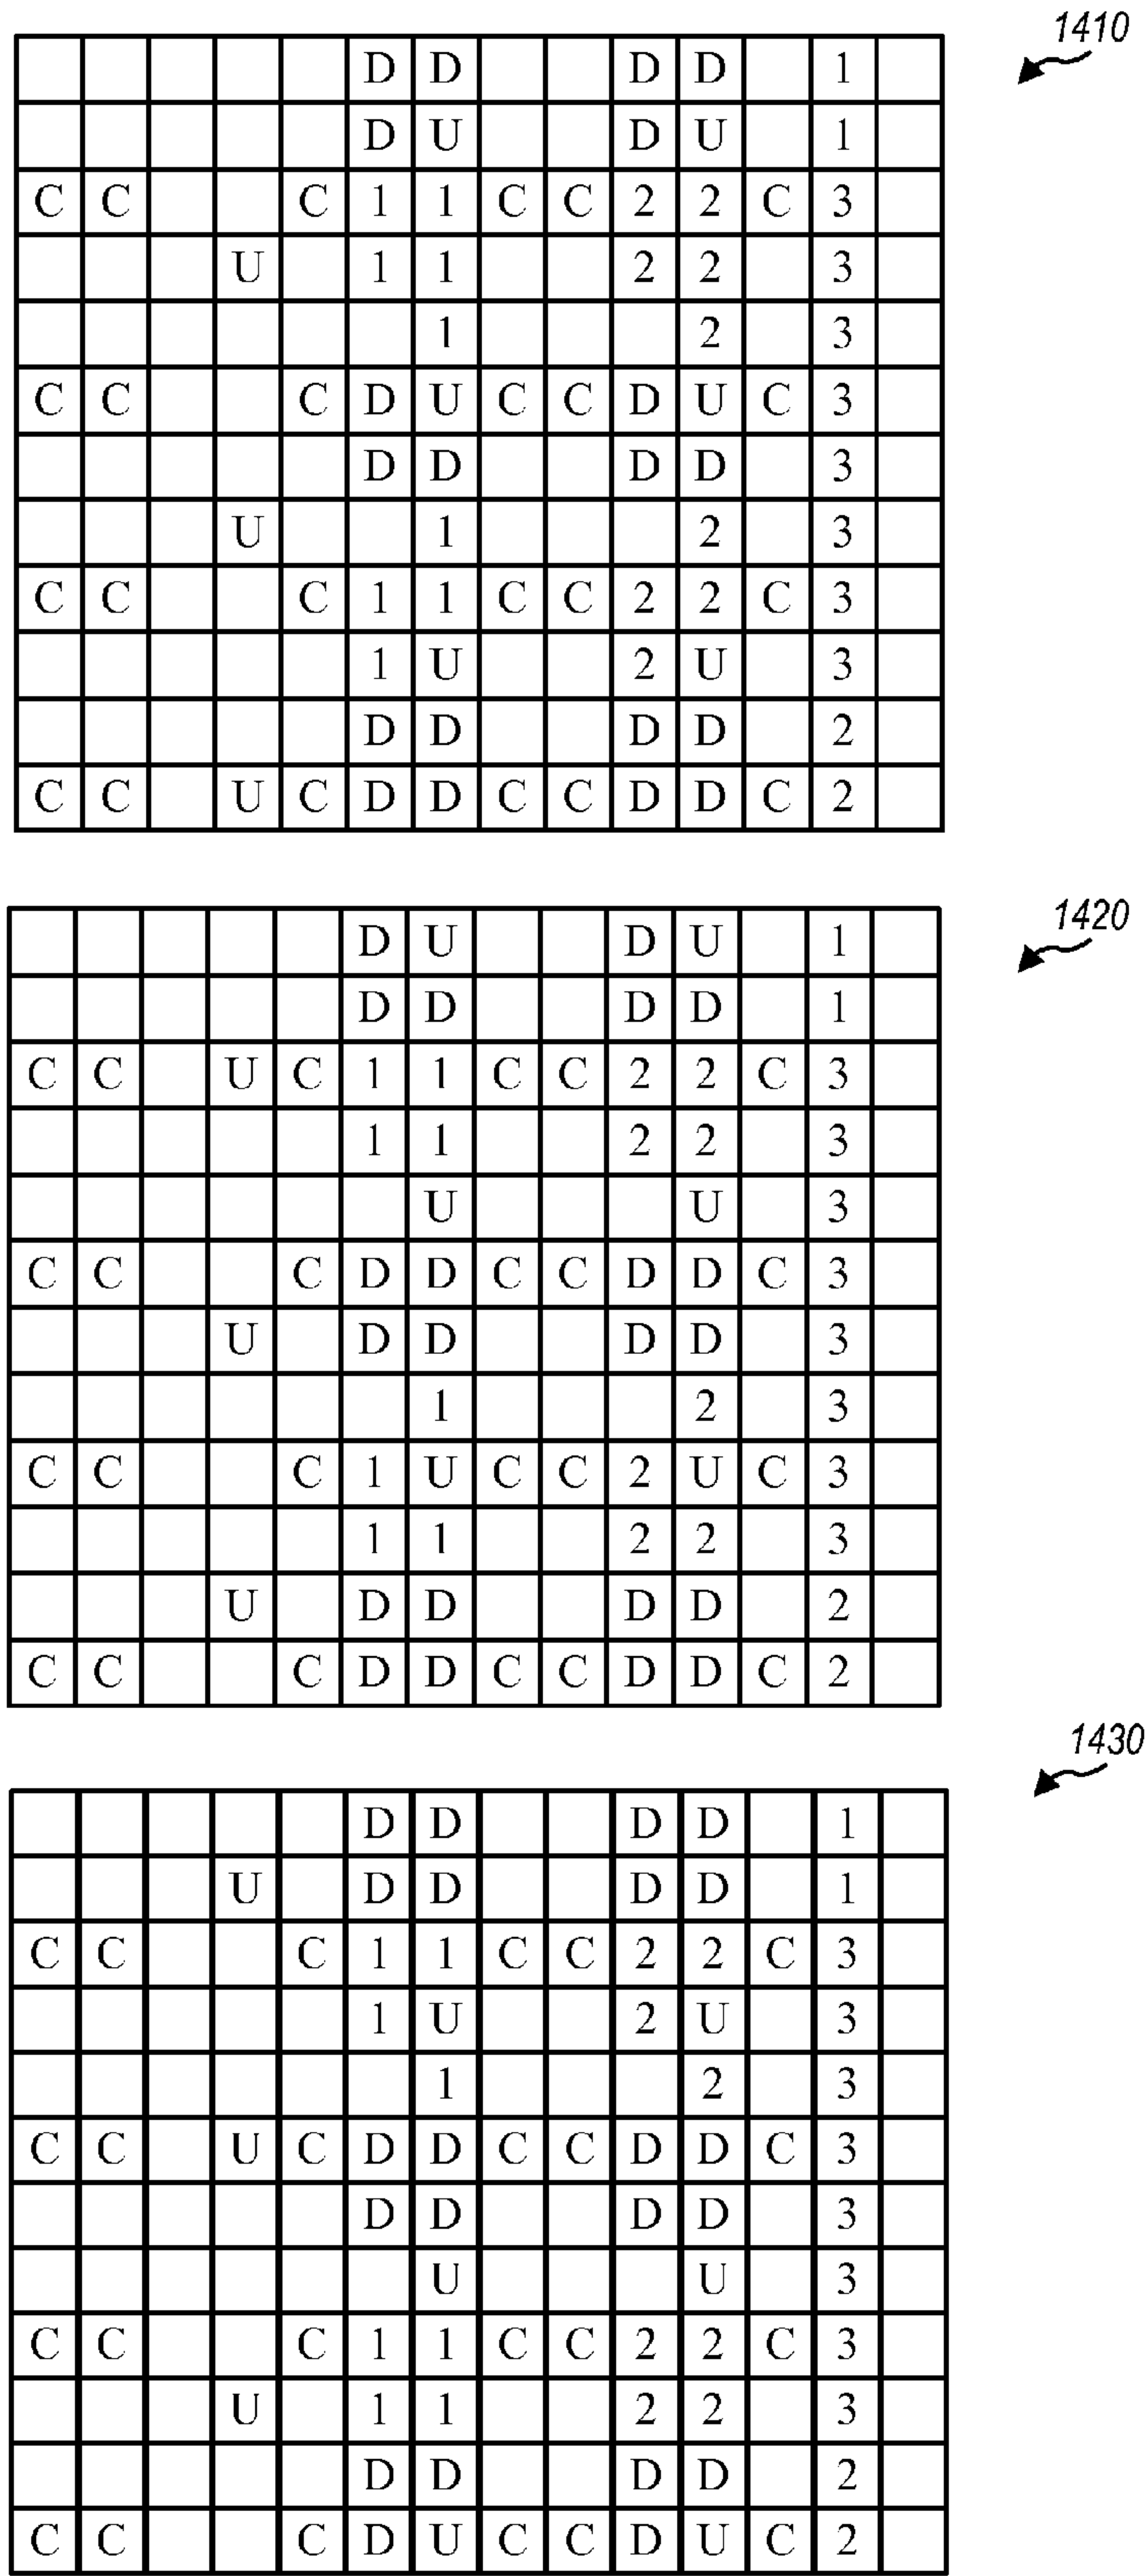 1410
D D D D 1
D U D U 1
C C C 1 1 C C 2 2 C 3
U 1 1 2 2 3
1 2 3
C C C D U C C D U C 3
D D D D 3
U 1 2 3
C C C 1 1 C C 2 2 C 3
1 U 2 U 3
D D D D 2
C C U C D D C C D D C 2
1420
D U D U 1
D D D D 1
C C U C 1 1 C C 2 2 C 3
1 1 2 2 3
U U 3
C C C D D C C D D C 3
U D D D D 3
1 2 3
C C C 1 U C C 2 U C 3
1 1 2 2 3
U D D D D 2
C C C D D C C D D C 2
1430
D D D D 1
U D D D D 1
C C C 1 1 C C 2 2 C 3
1 U 2 U 3
1 2 3
C C U C D D C C D D C 3
D D D D 3
U U 3
C C C 1 1 C C 2 2 C 3
U 1 1 2 2 3
D D D D 2
C C C D U C C D U C 2